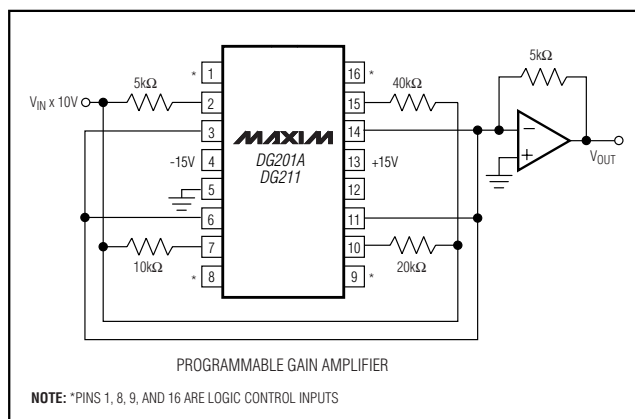 5kΩ
* 1
16 *
5kΩ
40kΩ
V_IN x 10V
2
15
3
MAXIM
14
−
-15V
4
DG201A
13
+15V
+
V_OUT
DG211
5
12
6
11
7
10
10kΩ
20kΩ
* 8
9 *
PROGRAMMABLE GAIN AMPLIFIER
NOTE: *PINS 1, 8, 9, AND 16 ARE LOGIC CONTROL INPUTS